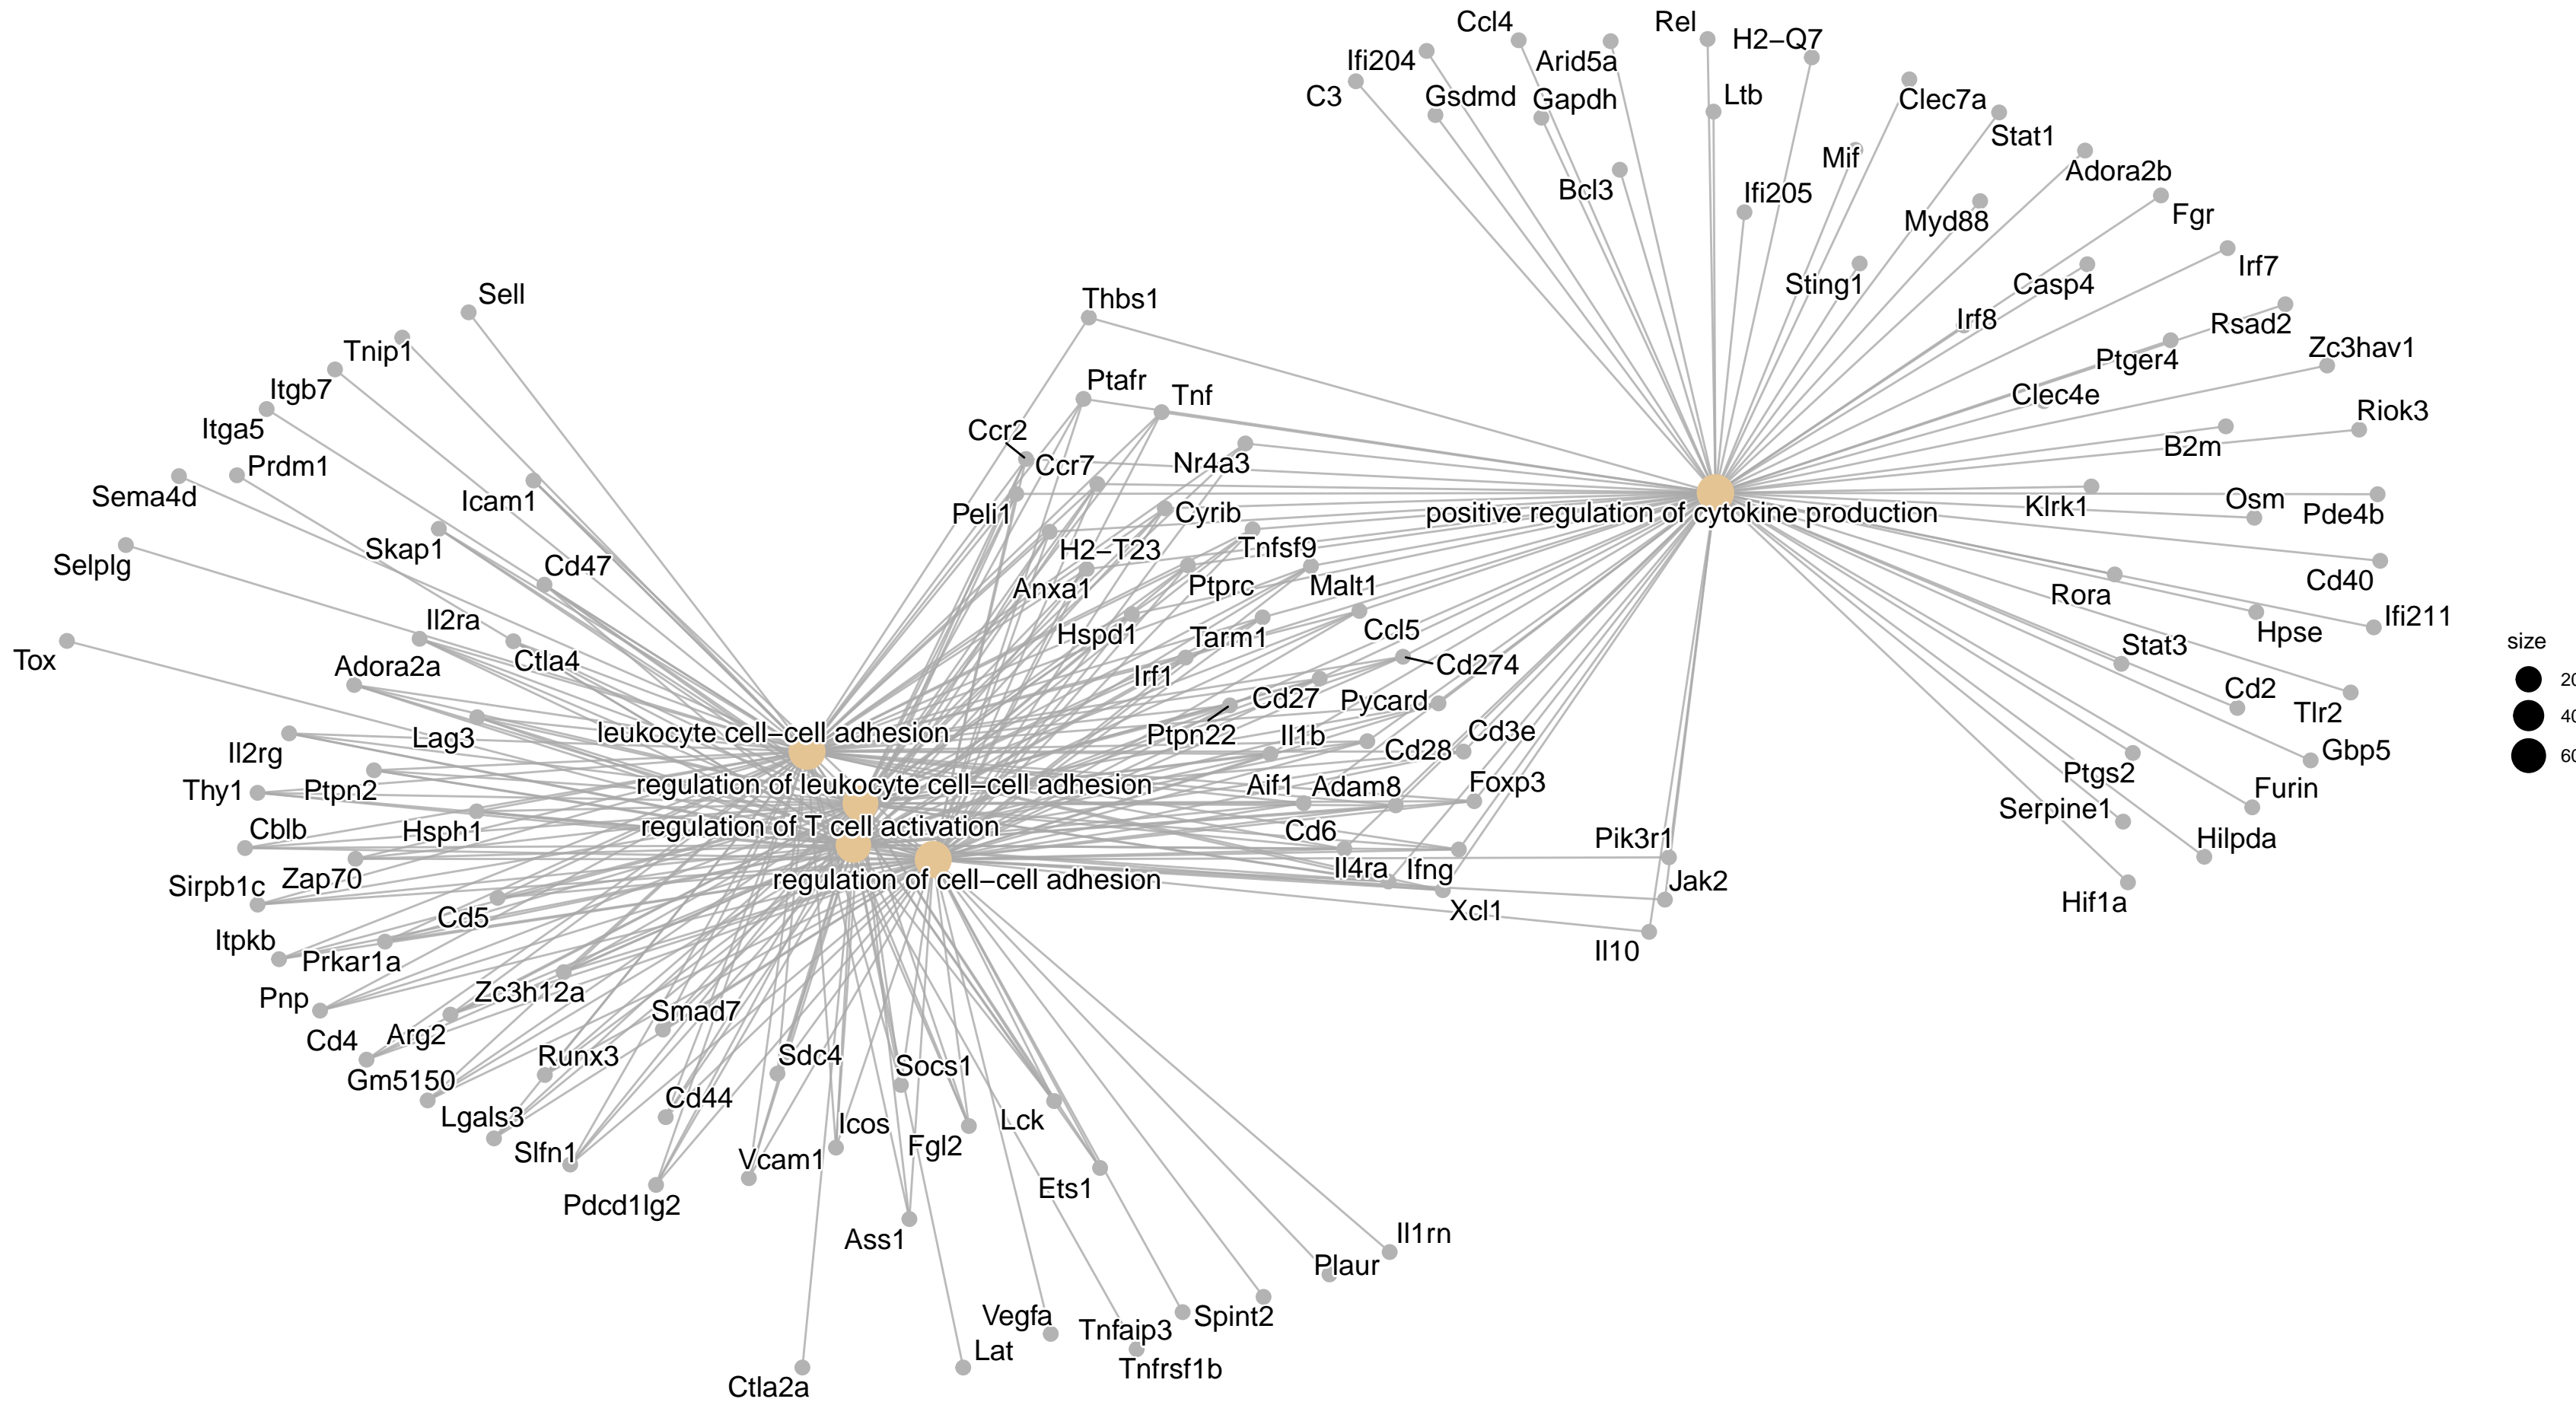 Ccl4
Rel
H2−Q7
Ifi204
Arid5a
C3
Gsdmd
Gapdh
Ltb
Clec7a
Stat1
Mif
Adora2b
Bcl3
Ifi205
Myd88
Fgr
Irf7
Sting1
Casp4
Sell
Thbs1
Irf8
Rsad2
Tnip1
Zc3hav1
Ptger4
Itgb7
Ptafr
Tnf
Clec4e
Riok3
Itga5
Ccr2
B2m
Prdm1
Ccr7
Nr4a3
Sema4d
Icam1
Klrk1
Osm
Pde4b
Peli1
Cyrib
positive regulation of cytokine production
Skap1
H2−T23
Tnfsf9
Selplg
Cd47
Anxa1
Ptprc
Malt1
Cd40
Rora
Il2ra
Hspd1
Tarm1
Ccl5
Hpse
Ifi211
size
Tox
Ctla4
Adora2a
Irf1
Cd274
Stat3
20
Cd27
Pycard
Cd2
Tlr2
40
leukocyte cell−cell adhesion
Lag3
Ptpn22
Il1b
Cd3e
Il2rg
Cd28
Gbp5
60
regulation of leukocyte cell−cell adhesion
Thy1
Ptpn2
Aif1
Adam8
Foxp3
Ptgs2
Furin
Serpine1
regulation of T cell activation
Cblb
Hsph1
Cd6
Pik3r1
Hilpda
Il4ra
Ifng
Sirpb1c
Zap70
regulation of cell−cell adhesion
Jak2
Hif1a
Cd5
Xcl1
Itpkb
Prkar1a
Il10
Pnp
Zc3h12a
Smad7
Cd4
Arg2
Runx3
Sdc4
Socs1
Gm5150
Cd44
Lgals3
Icos
Lck
Slfn1
Vcam1
Fgl2
Ets1
Pdcd1lg2
Ass1
Il1rn
Plaur
Vegfa
Tnfaip3
Spint2
Lat
Tnfrsf1b
Ctla2a